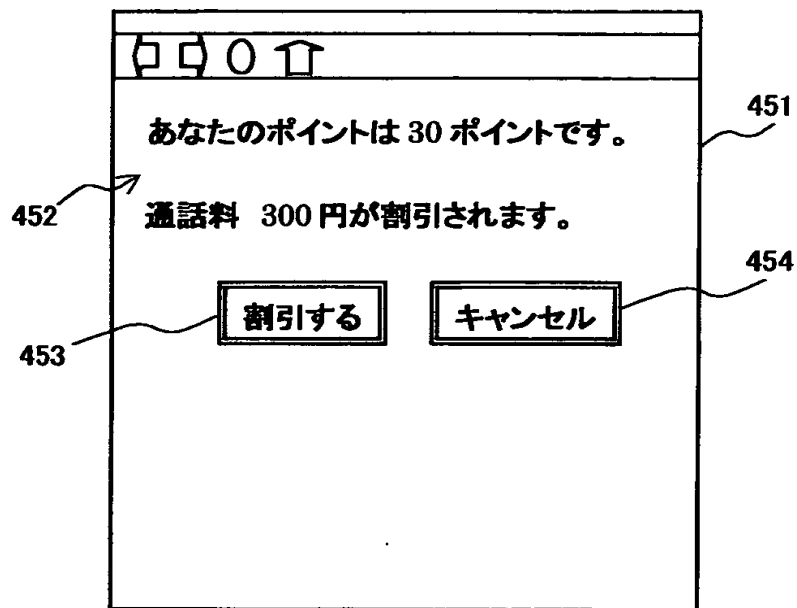 あなたのポイントは 30 ポイントです。
451
452
通話料 300 円が割引されます。
454
割引する
キャンセル
453